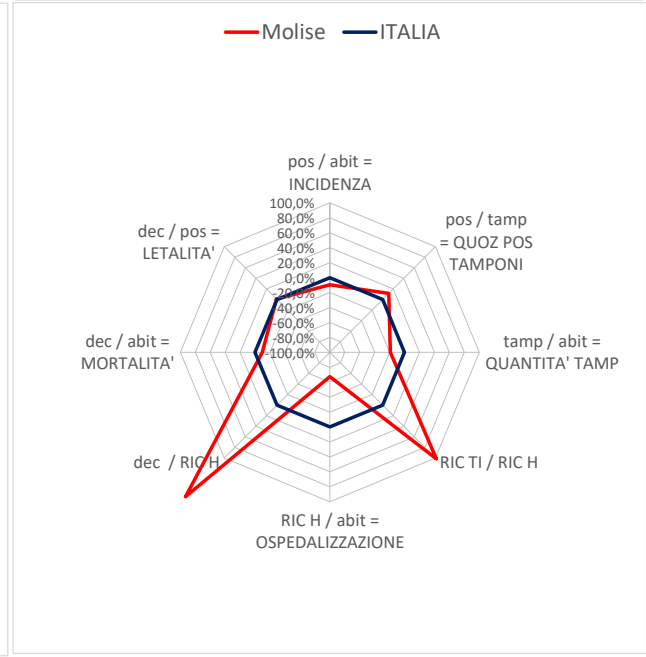 Molise ITALIA
pos / abit =
INCIDENZA
pos / tamp
= QUOZ POS
TAMPONI
tamp / abit =
QUANTITA' TAMP
RIC TI / RIC H
RIC H / abit =
OSPEDALIZZAZIONE
dec / RIC H
dec / abit =
MORTALITA'
dec / pos =
LETALITA'
100,0%
80,0%
60,0%
40,0%
20,0%
0,0%
-20,0%
-40,0%
-60,0%
-80,0%
-100,0%